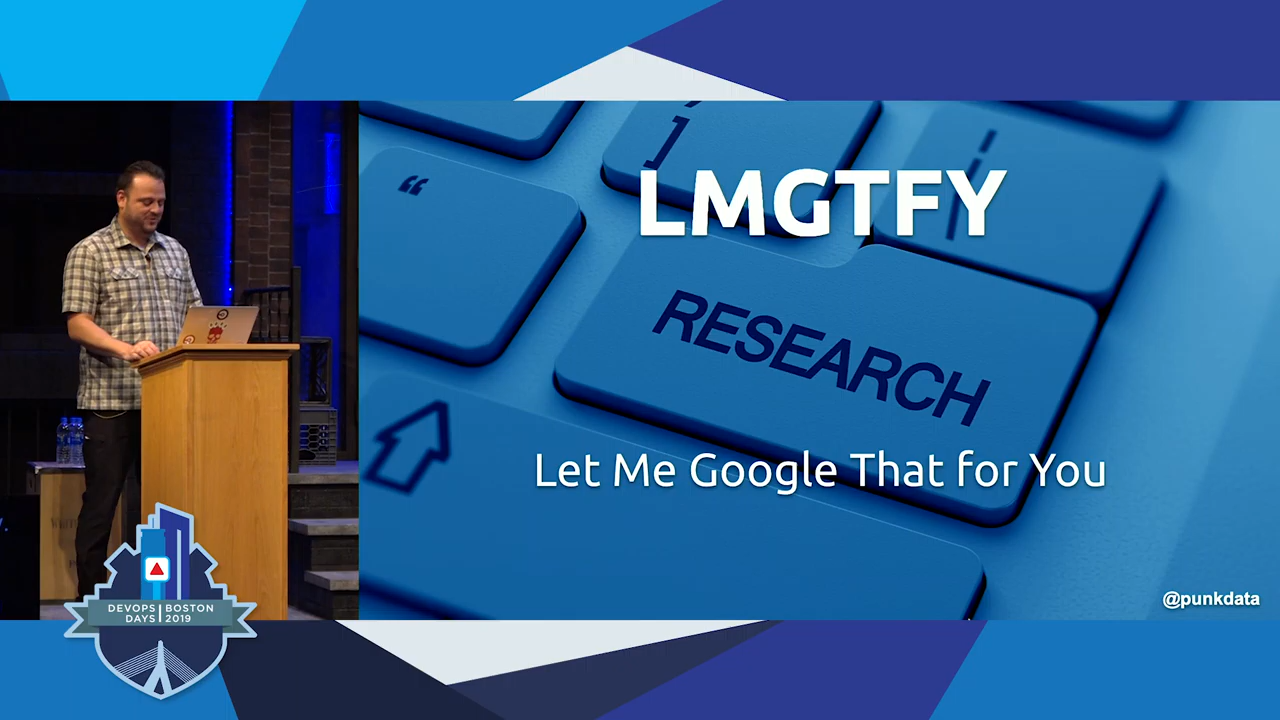 LMGTFY
“
]
RESEARCH
Let Me Google That for You
@punkdata
DEVOPS BOSTON
DAYS 2019